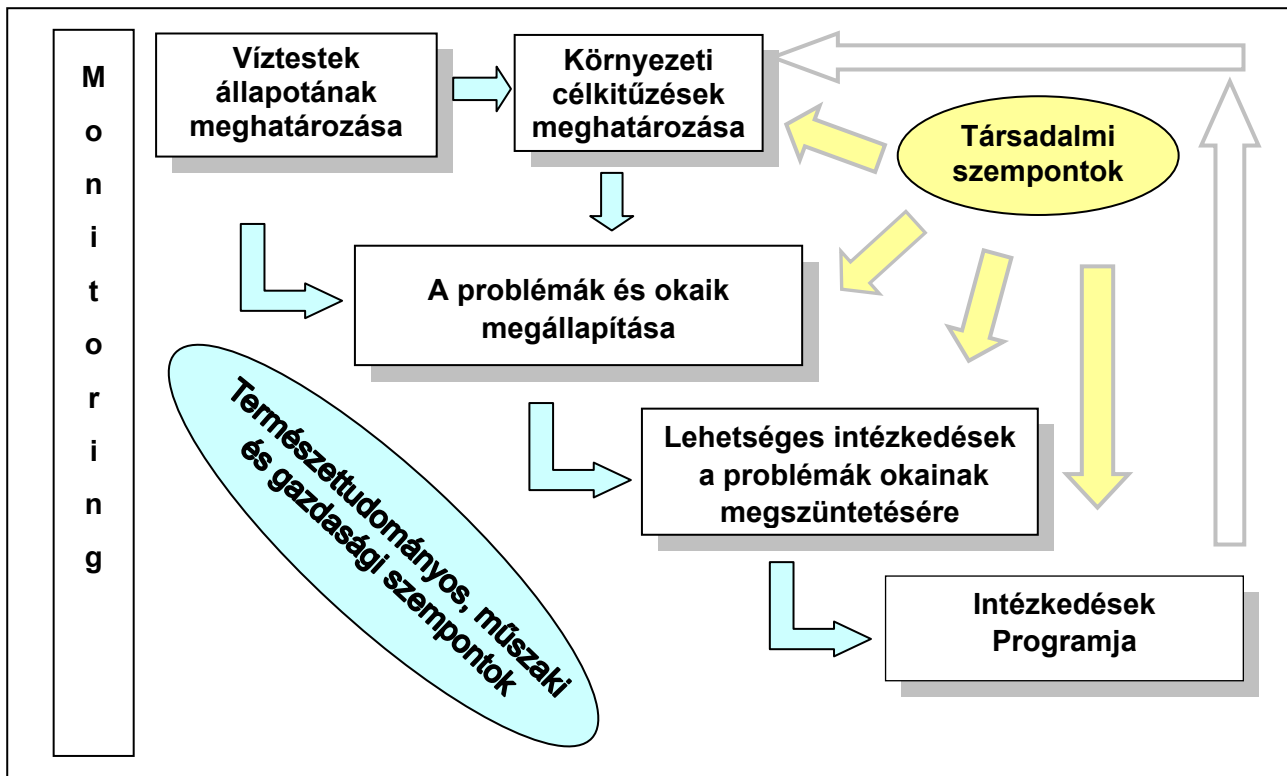 Monitoring
Víztestek
állapotának
meghatározása
Környezeti
célkitűzések
meghatározása
Társadalmi
szempontok
A problémák és okaik
megállapítása
Természettudományos, műszaki
és gazdasági szempontok
Lehetséges intézkedések
a problémák okainak
megszüntetésére
Intézkedések
Programja